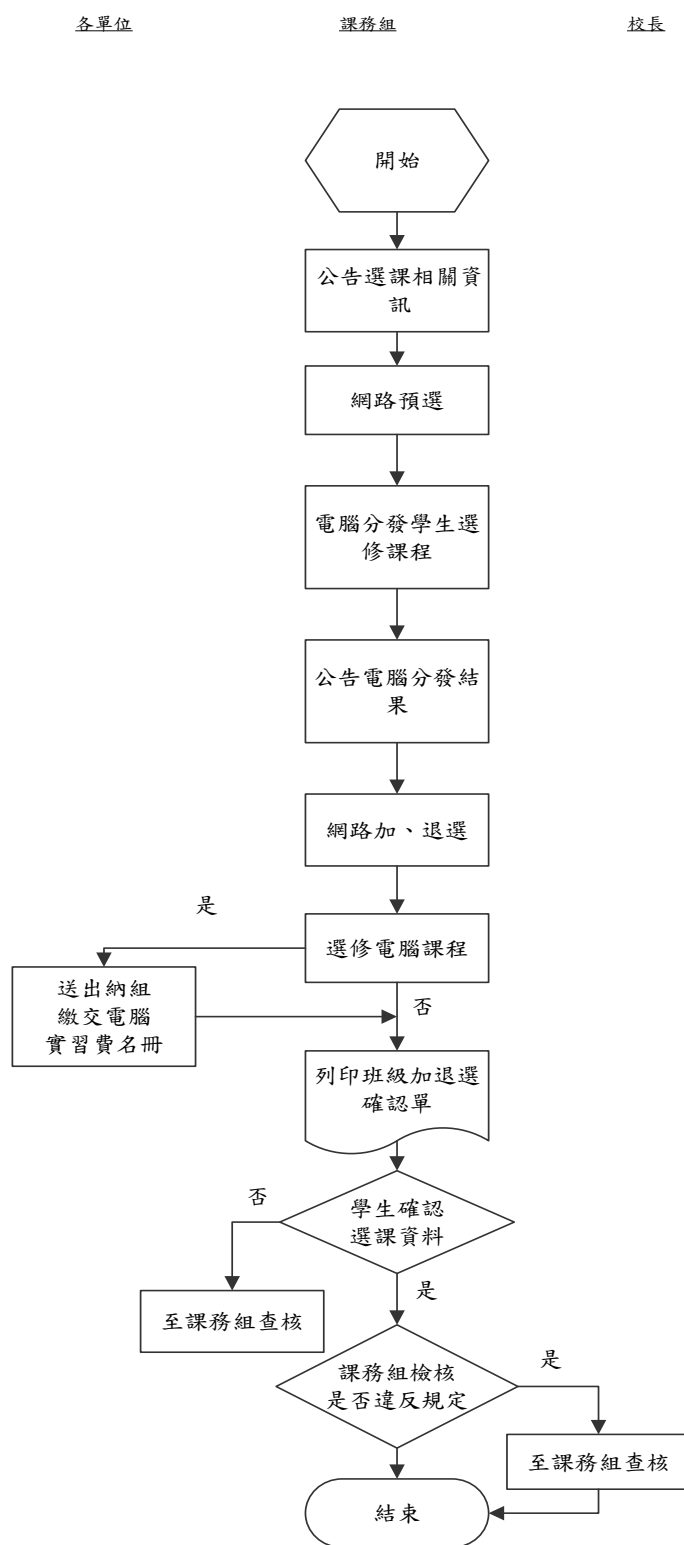 各單位
課務組
校長
開始
公告選課相關資
訊
網路預選
電腦分發學生選
修課程
公告電腦分發結
果
網路加、退選
是
選修電腦課程
送出納組
繳交電腦
實習費名冊
否
列印班級加退選
確認單
否
學生確認
選課資料
是
至課務組查核
課務組檢核
是否違反規定
是
至課務組查核
結束